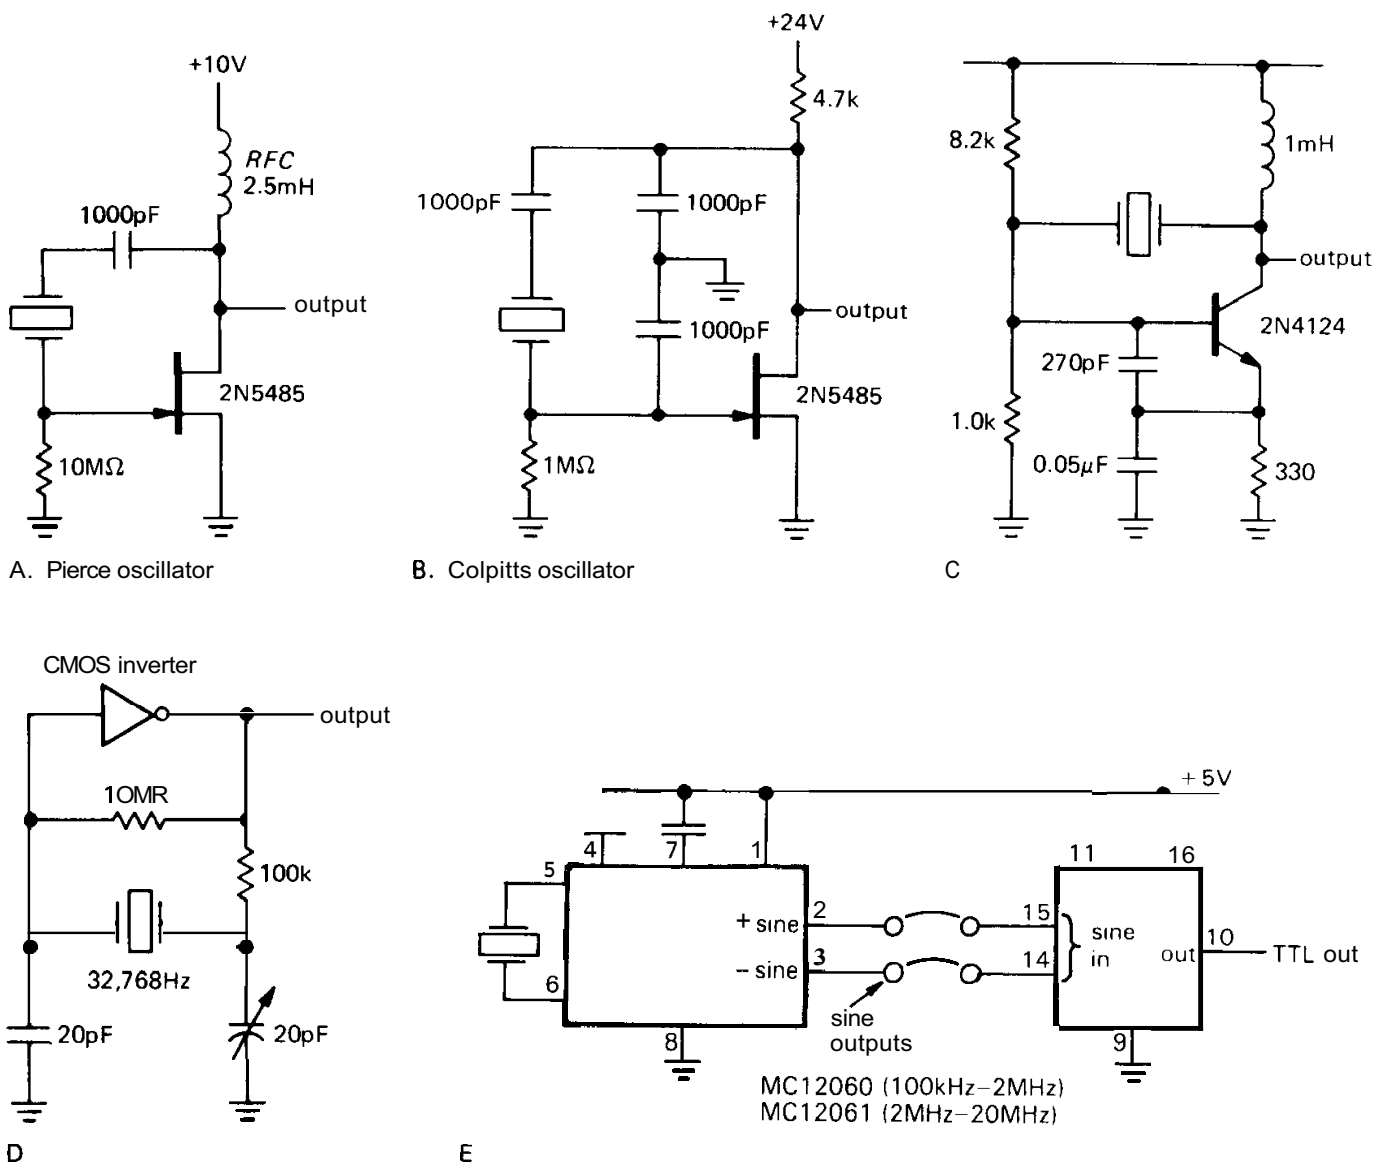 +10V
RFC
2.5mH
1000pF
output
2N5485
10MΩ
A. Pierce oscillator
+24V
4.7k
1000pF
1000pF
1000pF
output
2N5485
1MΩ
B. Colpitts oscillator
8.2k
1mH
output
2N4124
270pF
1.0k
0.05μF
330
C
CMOS inverter
output
1OMR
100k
32,768Hz
20pF
20pF
D
+5V
4
7
1
5
6
8
+ sine
2
- sine
3
sine
outputs
11
16
15
14
sine
in
out
10
TTL out
9
MC12060 (100kHz-2MHz)
MC12061 (2MHz-20MHz)
E